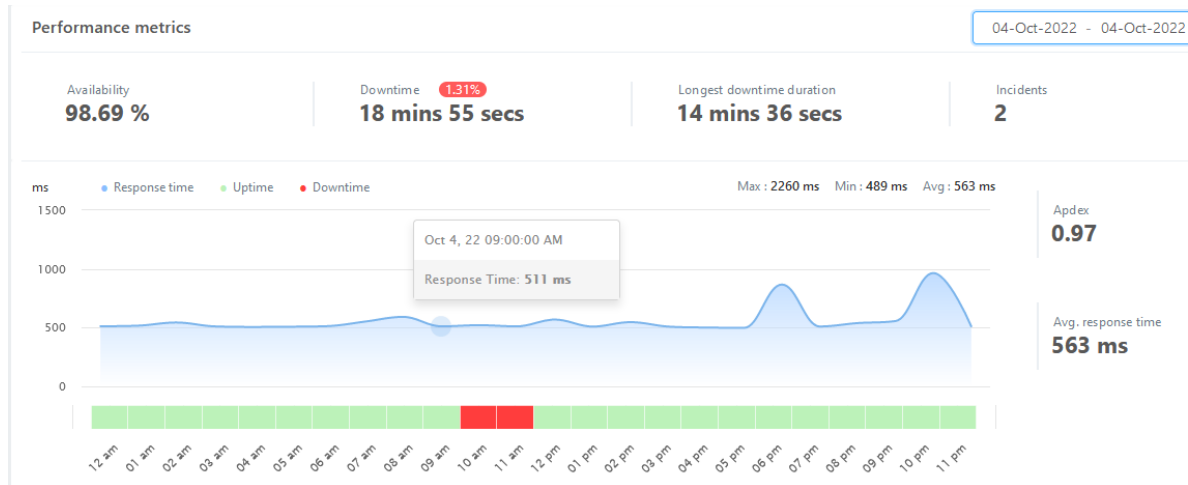 Performance metrics
04-Oct-2022 - 04-Oct-2022
Availability
98.69 %
Downtime 1.31%
18 mins 55 secs
Longest downtime duration
14 mins 36 secs
Incidents
2
ms
Response time
Uptime
Downtime
Max : 2260 ms Min : 489 ms Avg : 563 ms
1500
1000
500
0
Oct 4, 22 09:00:00 AM
Response Time: 511 ms
12 am
01 am
02 am
03 am
04 am
05 am
06 am
07 am
08 am
09 am
10 am
11 am
12 pm
01 pm
02 pm
03 pm
04 pm
05 pm
06 pm
07 pm
08 pm
09 pm
10 pm
11 pm
Apdex
0.97
Avg. response time
563 ms